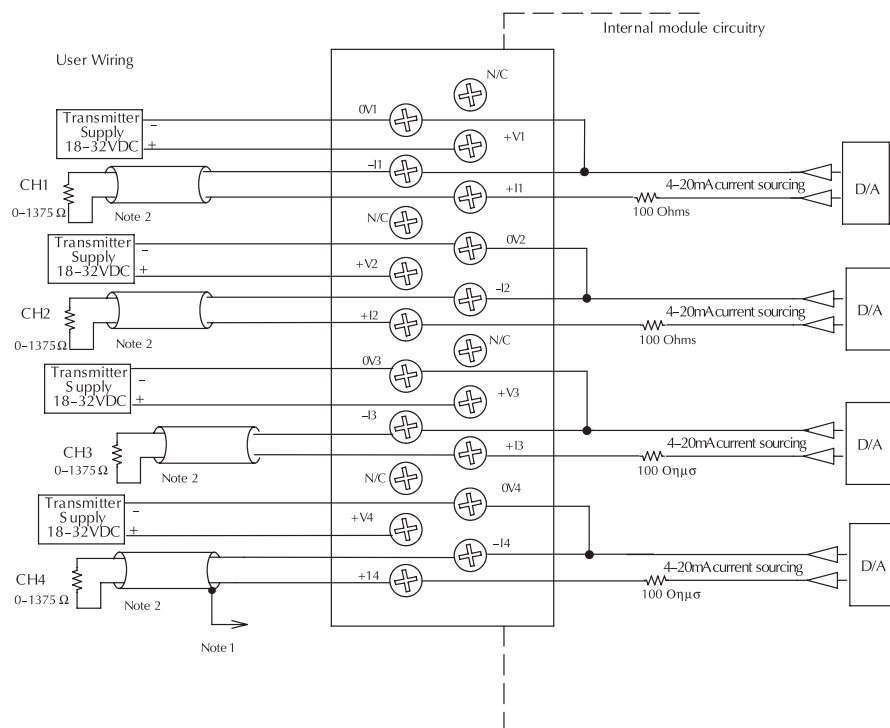 Internal module circuitry
User Wiring
N/C
Transmitter
Supply
18–32VDC
–
+
0V1
+V1
–I1
+I1
CH1
0–1375 Ω
Note 2
4–20mA current sourcing
100 Ohms
D/A
N/C
Transmitter
Supply
18–32VDC
–
+
0V2
+V2
–I2
+I2
CH2
0–1375 Ω
Note 2
4–20mA current sourcing
100 Ohms
D/A
N/C
Transmitter
Supply
18–32VDC
–
+
0V3
+V3
–I3
+I3
CH3
0–1375 Ω
Note 2
4–20mA current sourcing
100 Οημσ
D/A
N/C
Transmitter
Supply
18–32VDC
–
+
0V4
+V4
–I4
+14
CH4
0–1375 Ω
Note 2
4–20mA current sourcing
100 Οημσ
D/A
Note 1